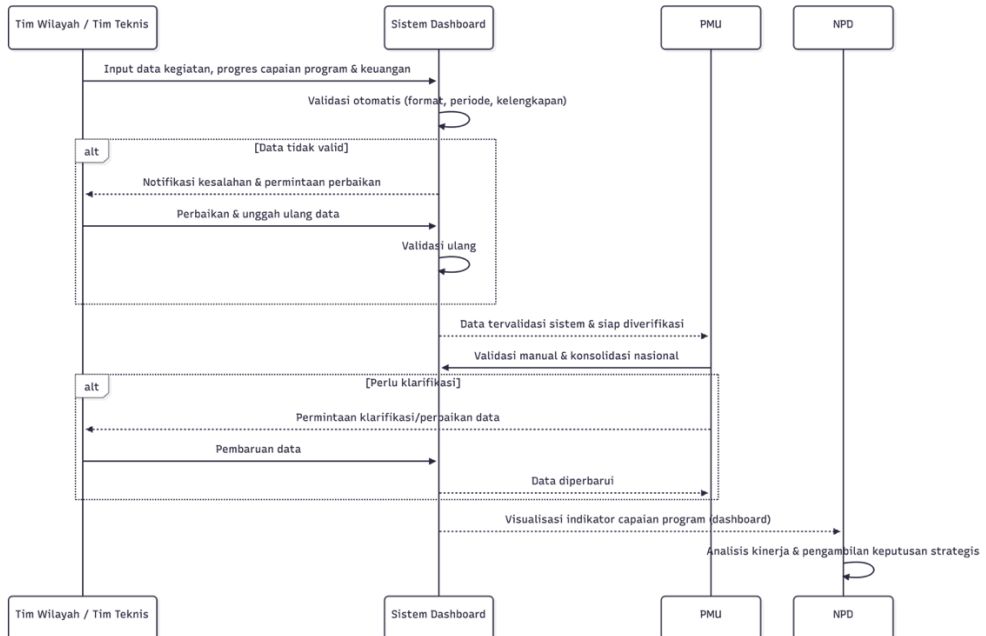 Tim Wilayah / Tim Teknis
Sistem Dashboard
PMU
NPD
Input data kegiatan, progres capaian program & keuangan
Validasi otomatis (format, periode, kelengkapan)
alt
[Data tidak valid]
Notifikasi kesalahan & permintaan perbaikan
Perbaikan & unggah ulang data
Validasi ulang
Data tervalidasi sistem & siap diverifikasi
Validasi manual & konsolidasi nasional
alt
[Perlu klarifikasi]
Permintaan klarifikasi/perbaikan data
Pembaruan data
Data diperbarui
Visualisasi indikator capaian program (dashboard)
Analisis kinerja & pengambilan keputusan strategis
Tim Wilayah / Tim Teknis
Sistem Dashboard
PMU
NPD